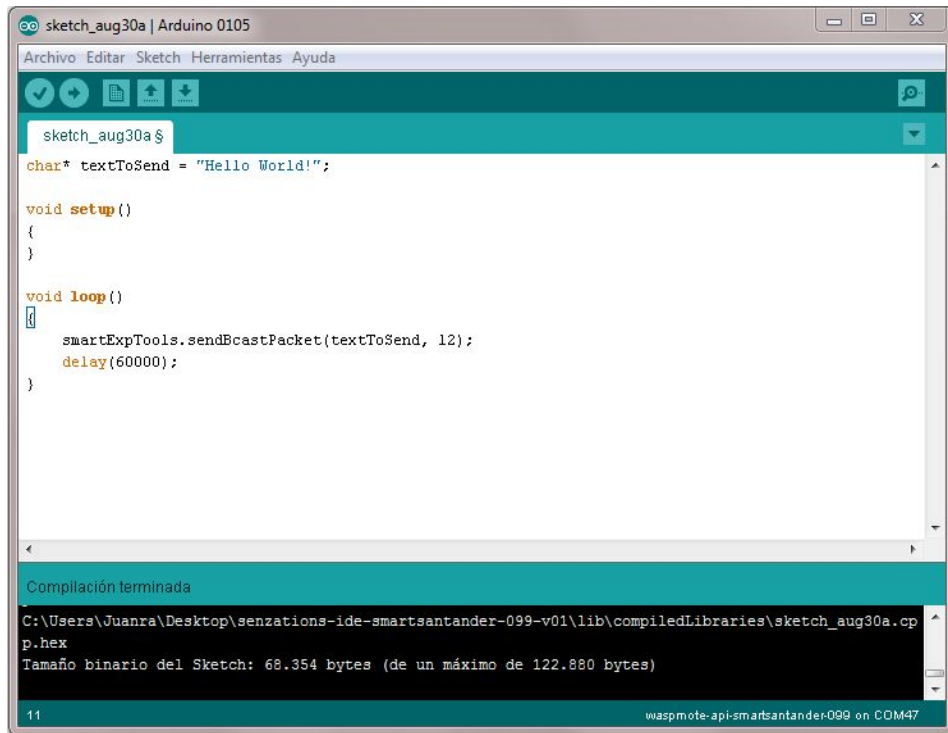 sketch_aug30a | Arduino 0105
Archivo Editar Sketch Herramientas Ayuda
sketch_aug30a §
char* textToSend = "Hello World!";
void setup()
{
}
void loop()
{
smartExpTools.sendBcastPacket(textToSend, 12);
delay(60000);
}
Compilación terminada
C:\Users\Juanra\Desktop\senzations-ide-smartsantander-099-v01\lib\compiledLibraries\sketch_aug30a.cp
p.hex
Tamaño binario del Sketch: 68.354 bytes (de un máximo de 122.880 bytes)
11
waspmote-api-smartsantander-099 on COM47